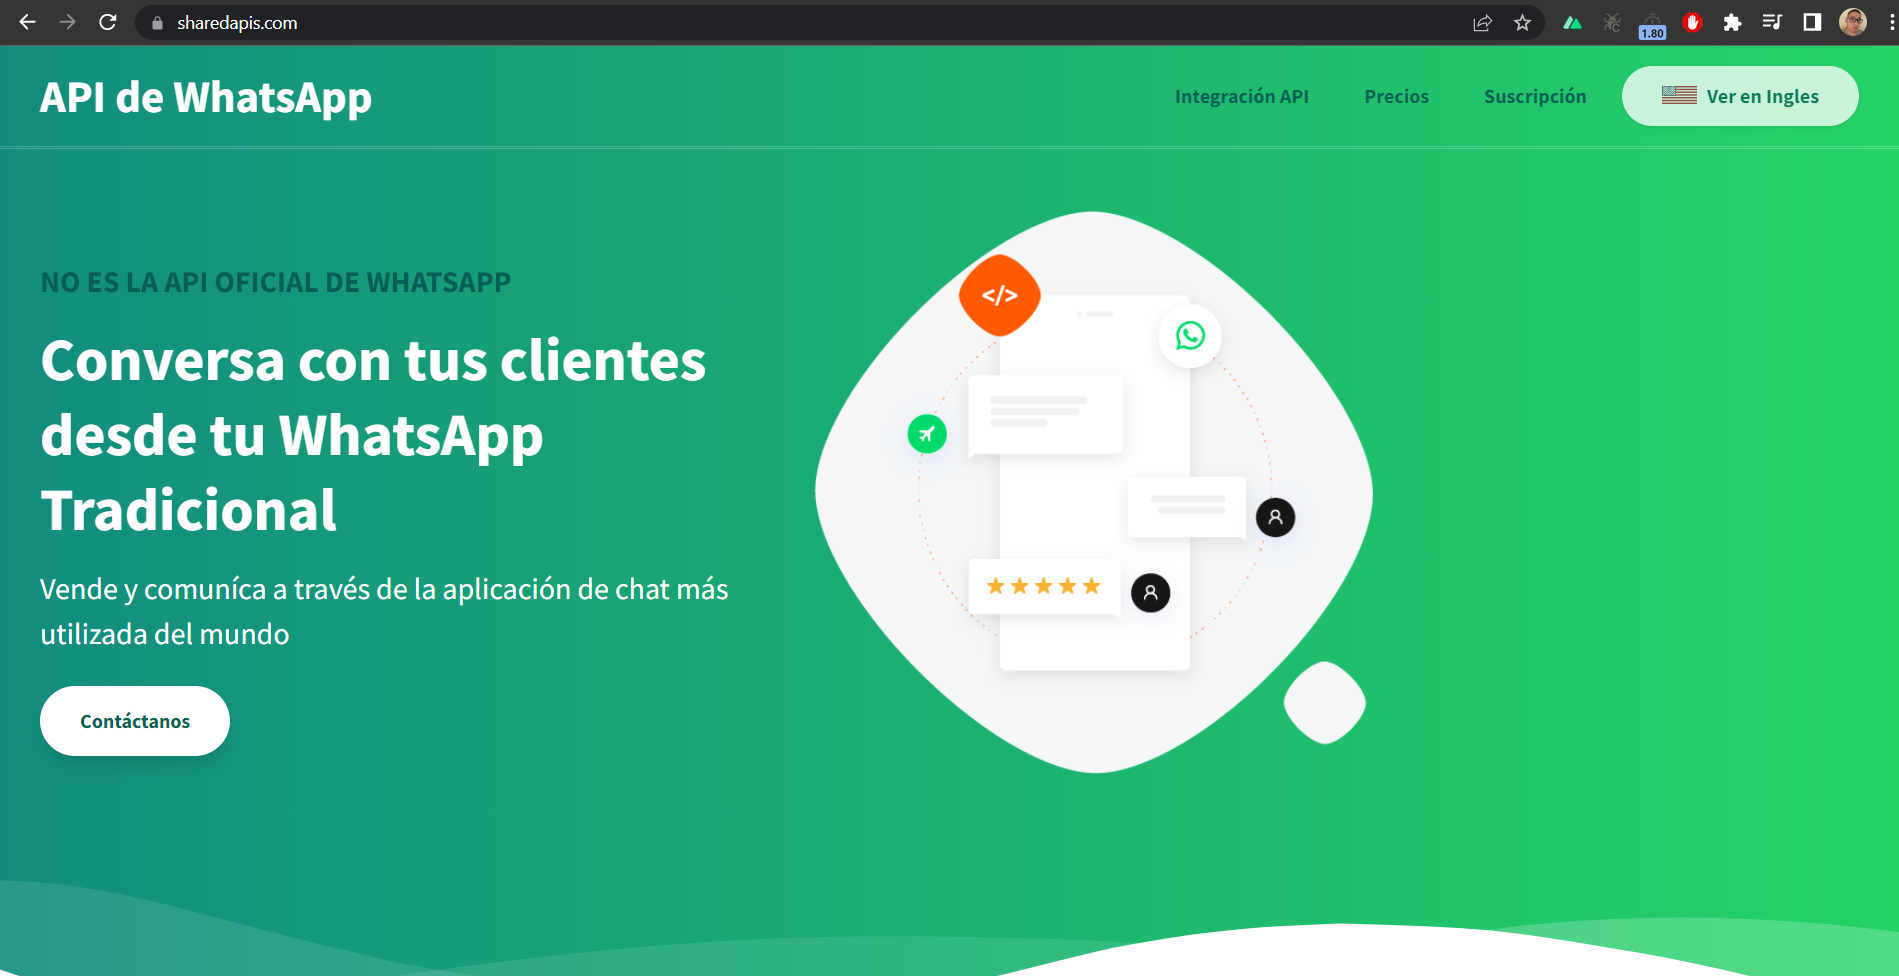 sharedapis.com
1.80
API de WhatsApp
Integración API
Precios
Suscripción
Ver en Ingles
NO ES LA API OFICIAL DE WHATSAPP
Conversa con tus clientes
desde tu WhatsApp
Tradicional
Vende y comuníca a través de la aplicación de chat más
utilizada del mundo
Contáctanos
</>